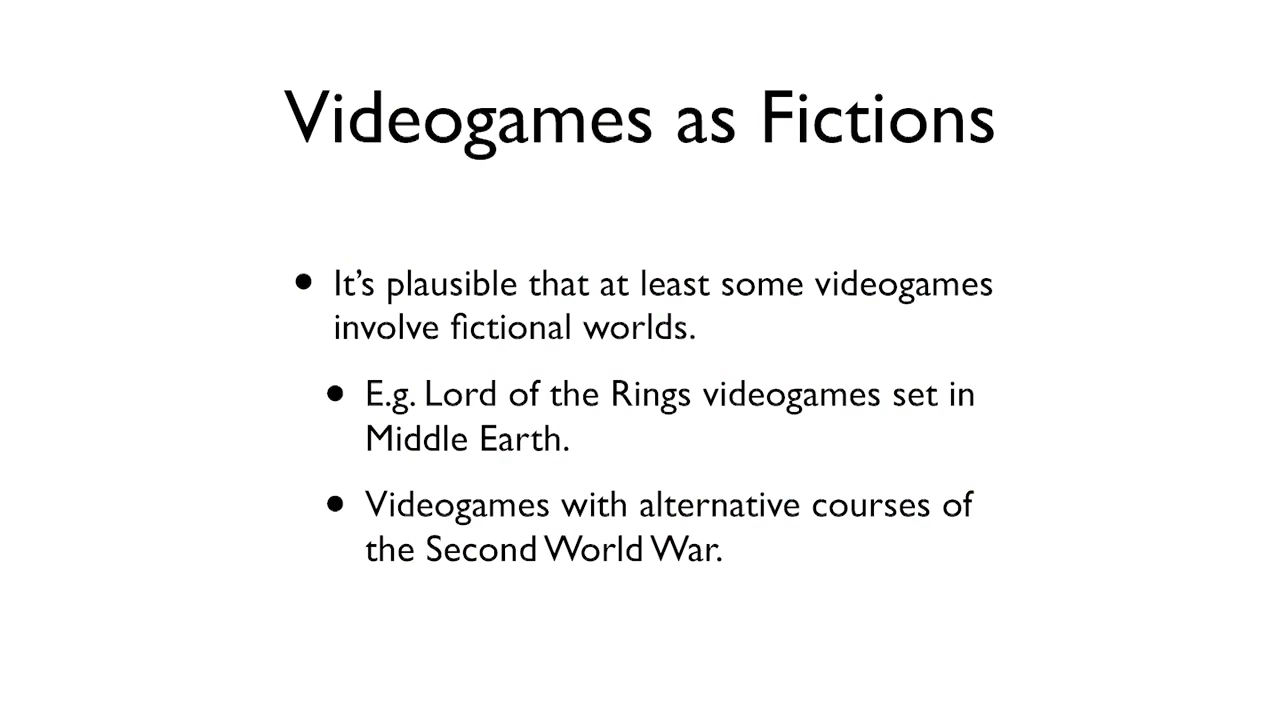 Videogames as Fictions
• It’s plausible that at least some videogames
involve fictional worlds.
• E.g. Lord of the Rings videogames set in
Middle Earth.
• Videogames with alternative courses of
the Second World War.